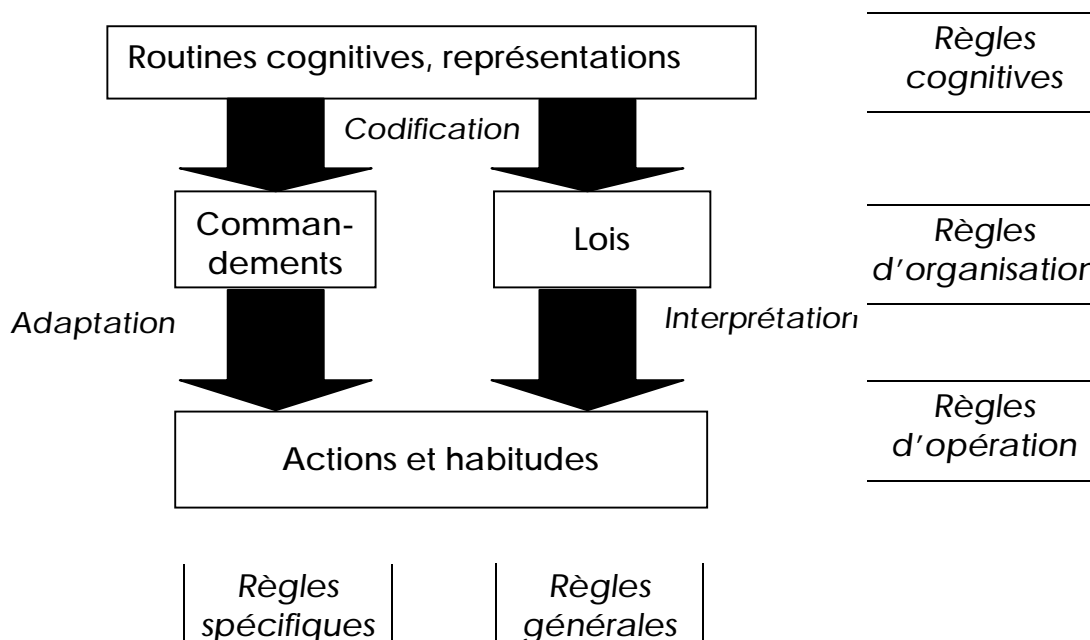 Routines cognitives, représentations
Règles
cognitives
Codification
Comman-
dements
Lois
Règles
d'organisation
Adaptation
Interprétation
Règles
d'opération
Actions et habitudes
Règles
spécifiques
Règles
générales